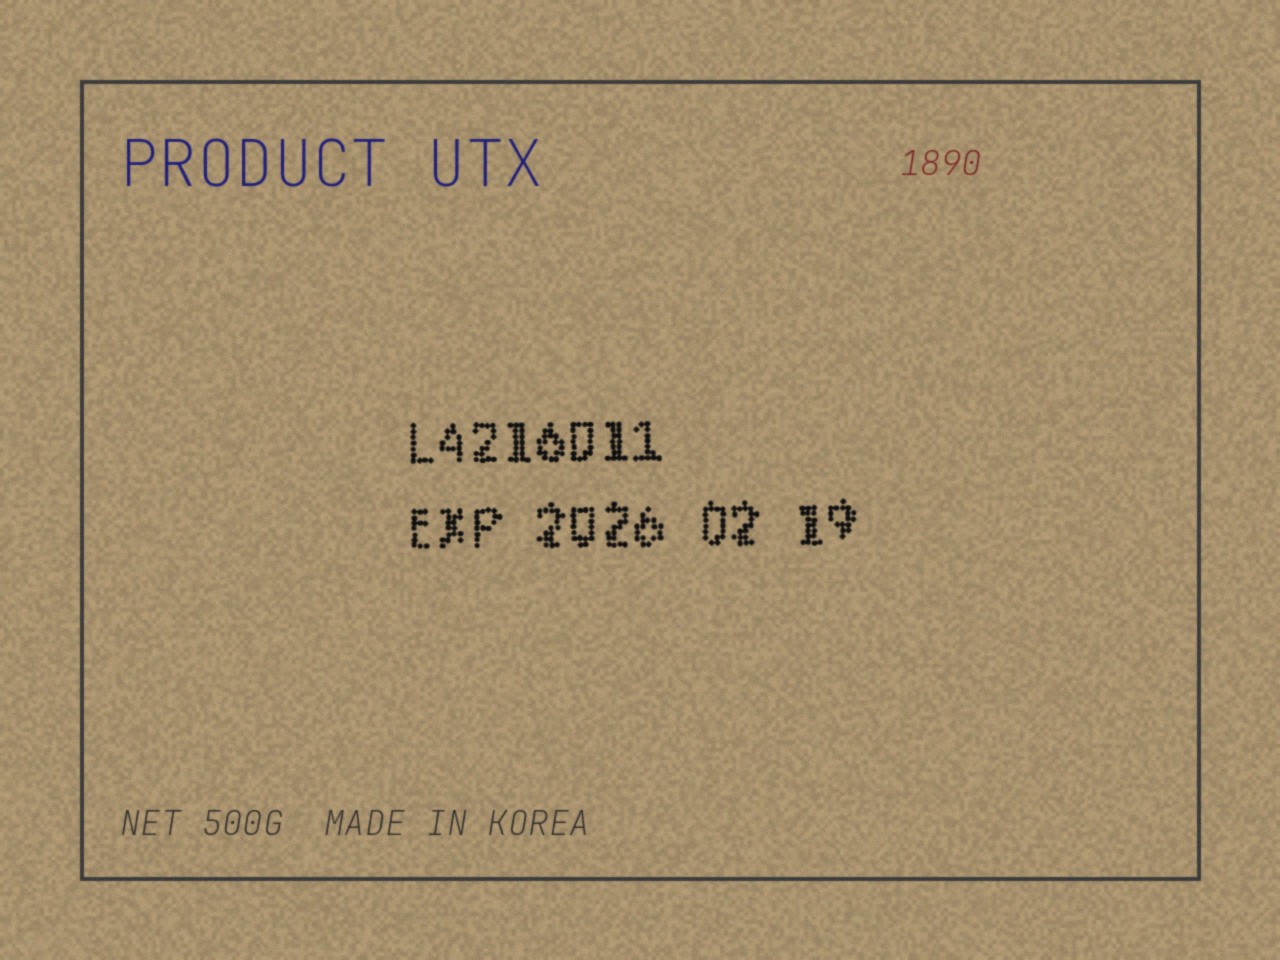 PRODUCT UTX
1890
L4216D11
EXP 2026 02 19
NET 500G MADE IN KOREA